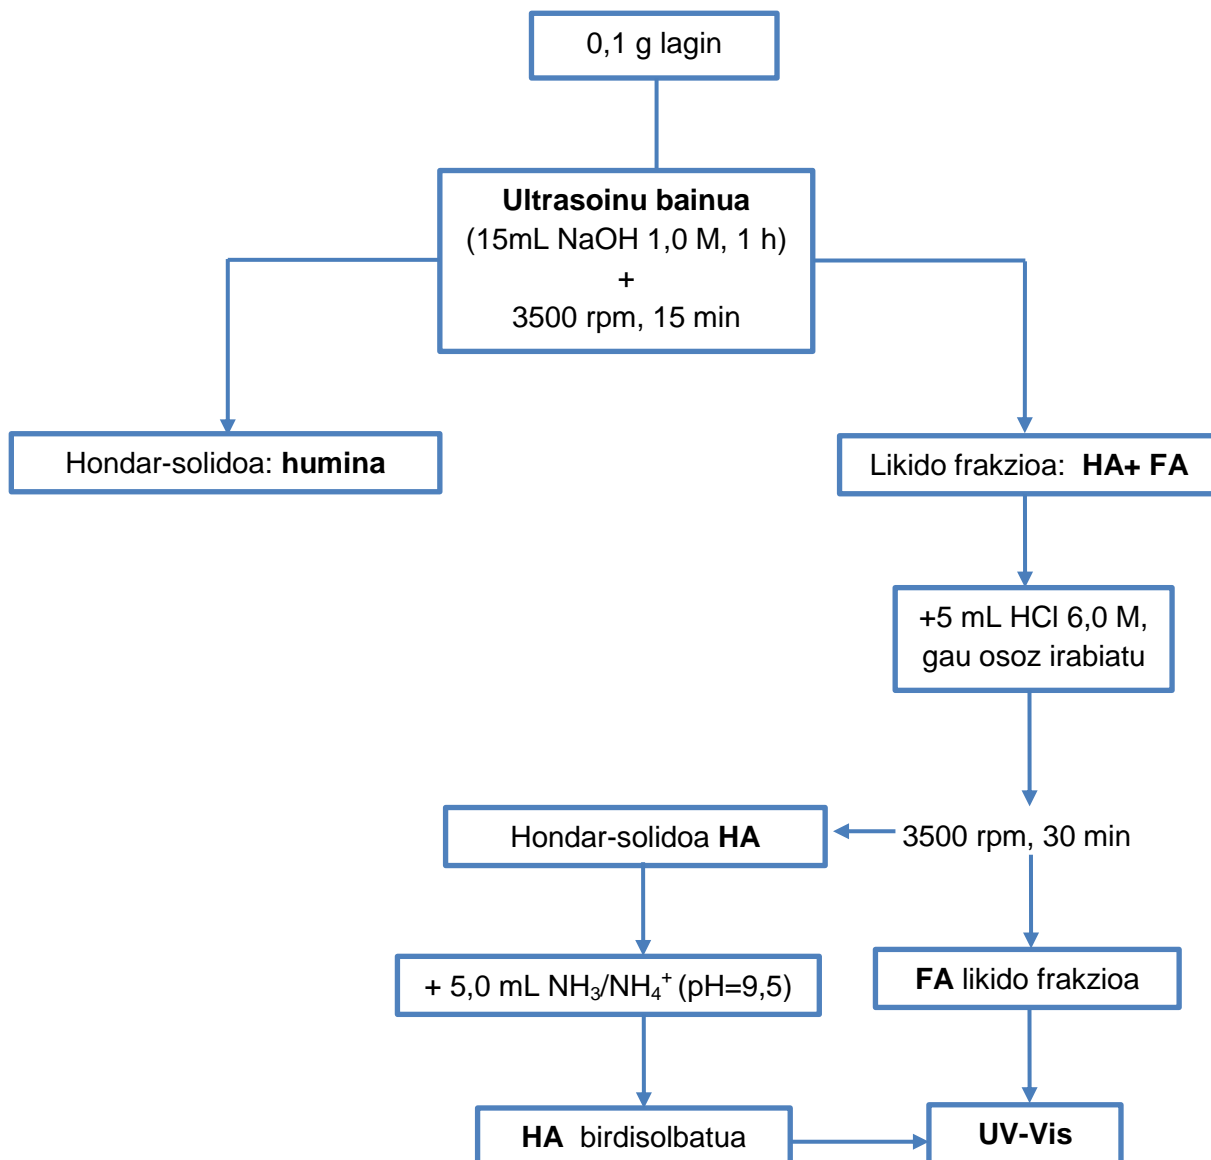 0,1 g lagin
Ultrasoinu bainua
(15mL NaOH 1,0 M, 1 h)
+
3500 rpm, 15 min
Hondar-solidoa: humina
Likido frakzioa: HA+ FA
+5 mL HCl 6,0 M,
gau osoz irabiatu
Hondar-solidoa HA
3500 rpm, 30 min
+ 5,0 mL NH₃/NH₄⁺ (pH=9,5)
FA likido frakzioa
HA birdisolbatua
UV-Vis